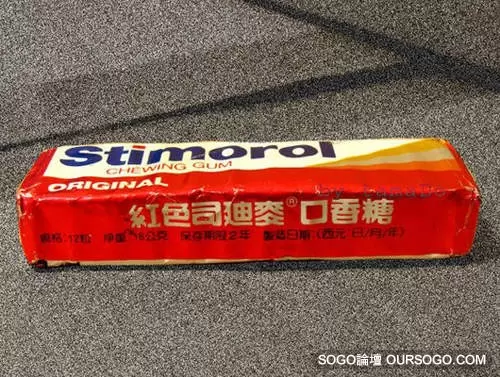 Stimorol
CHEWING GUM
ORIGINAL
紅色司迪麥® 口香糖
規格:12粒 淨重:16公克 保存期限2年 製造日期:(西元 日/月/年)
SOGO論壇 OURSOGO.COM